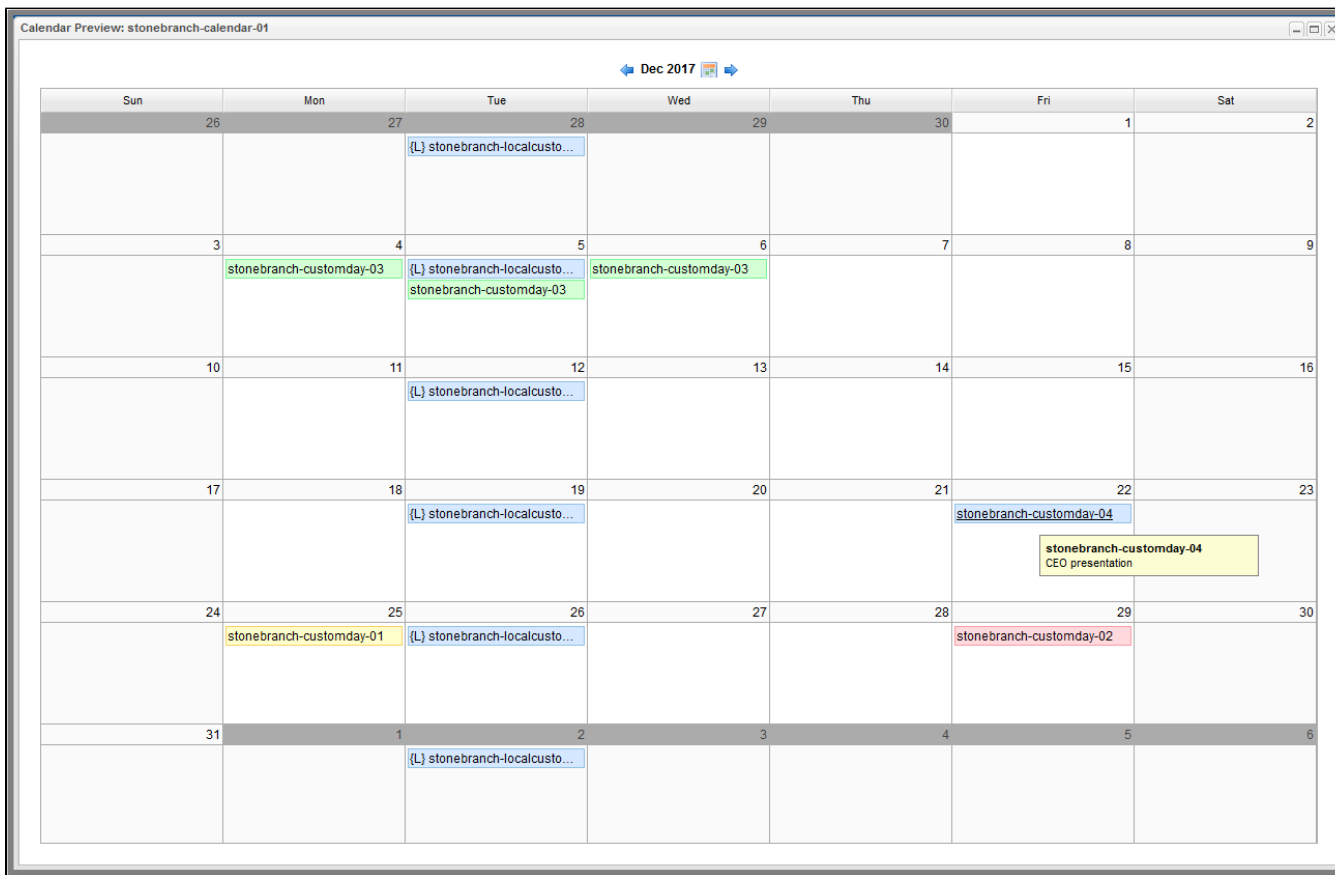 Calendar Preview: stonebranch-calendar-01
Dec 2017
Sun Mon Tue Wed Thu Fri Sat
26 27 28 29 30 1 2
{L} stonebranch-localcusto...
3 4 5 6 7 8 9
stonebranch-customday-03 {L} stonebranch-localcusto... stonebranch-customday-03
stonebranch-customday-03
10 11 12 13 14 15 16
{L} stonebranch-localcusto...
17 18 19 20 21 22 23
{L} stonebranch-localcusto... stonebranch-customday-04
stonebranch-customday-04
CEO presentation
24 25 26 27 28 29 30
stonebranch-customday-01 {L} stonebranch-localcusto... stonebranch-customday-02
31 1 2 3 4 5 6
{L} stonebranch-localcusto...